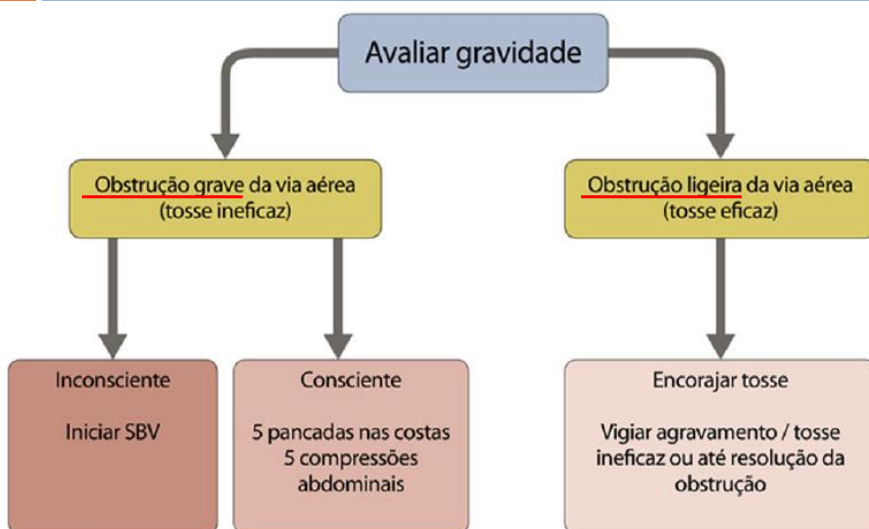 Avaliar gravidade
Obstrução grave da via aérea
(tosse ineficaz)
Obstrução ligeira da via aérea
(tosse eficaz)
Inconsciente
Iniciar SBV
Consciente
5 pancadas nas costas
5 compressões
abdominais
Encorajar tosse
Vigiar agravamento / tosse
ineficaz ou até resolução da
obstrução